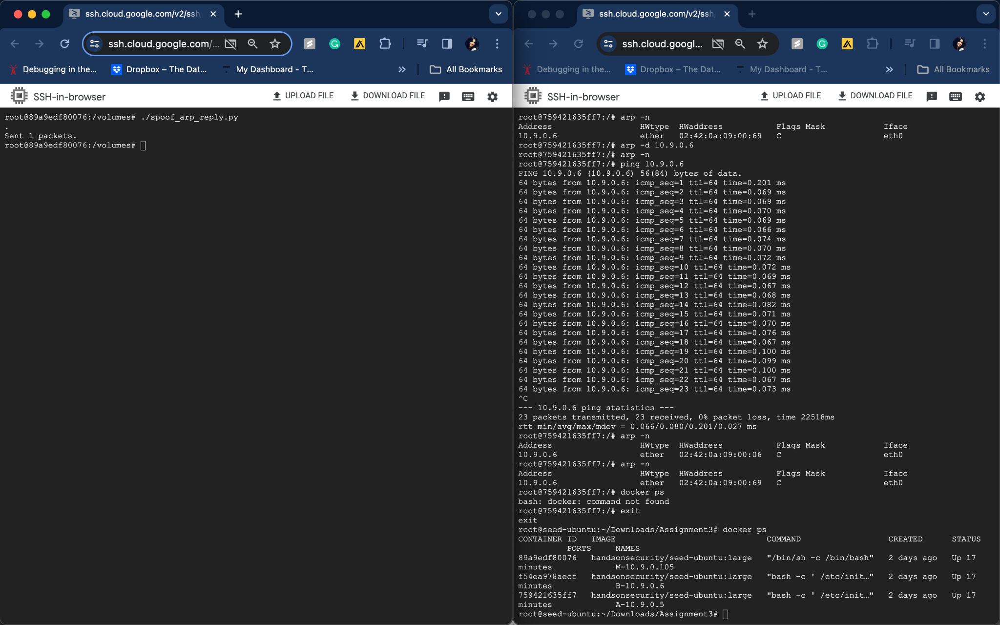 ssh.cloud.google.com/v2/ssh
ssh.cloud.google.com/...
Debugging in the...
Dropbox – The Dat...
My Dashboard - T...
All Bookmarks
SSH-in-browser
UPLOAD FILE
DOWNLOAD FILE
root@89a9edf80076:/volumes# ./spoof_arp_reply.py
.
Sent 1 packets.
root@89a9edf80076:/volumes#
ssh.cloud.google.com/v2/ssh
ssh.cloud.googl...
Debugging in the...
Dropbox – The Dat...
My Dashboard - T...
All Bookmarks
SSH-in-browser
UPLOAD FILE
DOWNLOAD FILE
root@759421635ff7:/# arp -n
Address HWtype HWaddress Flags Mask Iface
10.9.0.6 ether 02:42:0a:09:00:69 C eth0
root@759421635ff7:/# arp -d 10.9.0.6
root@759421635ff7:/# arp -n
root@759421635ff7:/# ping 10.9.0.6
PING 10.9.0.6 (10.9.0.6) 56(84) bytes of data.
64 bytes from 10.9.0.6: icmp_seq=1 ttl=64 time=0.201 ms
64 bytes from 10.9.0.6: icmp_seq=2 ttl=64 time=0.069 ms
64 bytes from 10.9.0.6: icmp_seq=3 ttl=64 time=0.069 ms
64 bytes from 10.9.0.6: icmp_seq=4 ttl=64 time=0.070 ms
64 bytes from 10.9.0.6: icmp_seq=5 ttl=64 time=0.069 ms
64 bytes from 10.9.0.6: icmp_seq=6 ttl=64 time=0.066 ms
64 bytes from 10.9.0.6: icmp_seq=7 ttl=64 time=0.074 ms
64 bytes from 10.9.0.6: icmp_seq=8 ttl=64 time=0.070 ms
64 bytes from 10.9.0.6: icmp_seq=9 ttl=64 time=0.072 ms
64 bytes from 10.9.0.6: icmp_seq=10 ttl=64 time=0.072 ms
64 bytes from 10.9.0.6: icmp_seq=11 ttl=64 time=0.069 ms
64 bytes from 10.9.0.6: icmp_seq=12 ttl=64 time=0.067 ms
64 bytes from 10.9.0.6: icmp_seq=13 ttl=64 time=0.068 ms
64 bytes from 10.9.0.6: icmp_seq=14 ttl=64 time=0.082 ms
64 bytes from 10.9.0.6: icmp_seq=15 ttl=64 time=0.071 ms
64 bytes from 10.9.0.6: icmp_seq=16 ttl=64 time=0.070 ms
64 bytes from 10.9.0.6: icmp_seq=17 ttl=64 time=0.076 ms
64 bytes from 10.9.0.6: icmp_seq=18 ttl=64 time=0.067 ms
64 bytes from 10.9.0.6: icmp_seq=19 ttl=64 time=0.100 ms
64 bytes from 10.9.0.6: icmp_seq=20 ttl=64 time=0.099 ms
64 bytes from 10.9.0.6: icmp_seq=21 ttl=64 time=0.100 ms
64 bytes from 10.9.0.6: icmp_seq=22 ttl=64 time=0.067 ms
64 bytes from 10.9.0.6: icmp_seq=23 ttl=64 time=0.073 ms
^C
--- 10.9.0.6 ping statistics ---
23 packets transmitted, 23 received, 0% packet loss, time 22518ms
rtt min/avg/max/mdev = 0.066/0.080/0.201/0.027 ms
root@759421635ff7:/# arp -n
Address HWtype HWaddress Flags Mask Iface
10.9.0.6 ether 02:42:0a:09:00:06 C eth0
root@759421635ff7:/# arp -n
Address HWtype HWaddress Flags Mask Iface
10.9.0.6 ether 02:42:0a:09:00:69 C eth0
root@759421635ff7:/# docker ps
bash: docker: command not found
root@759421635ff7:/# exit
exit
root@seed-ubuntu:~/Downloads/Assignment3# docker ps
CONTAINER ID IMAGE COMMAND CREATED STATUS
PORTS NAMES
89a9edf80076 handsonsecurity/seed-ubuntu:large "/bin/sh -c /bin/bash" 2 days ago Up 17
minutes M-10.9.0.105
f54ea978aecf handsonsecurity/seed-ubuntu:large "bash -c ' /etc/init…" 2 days ago Up 17
minutes B-10.9.0.6
759421635ff7 handsonsecurity/seed-ubuntu:large "bash -c ' /etc/init…" 2 days ago Up 17
minutes A-10.9.0.5
root@seed-ubuntu:~/Downloads/Assignment3#